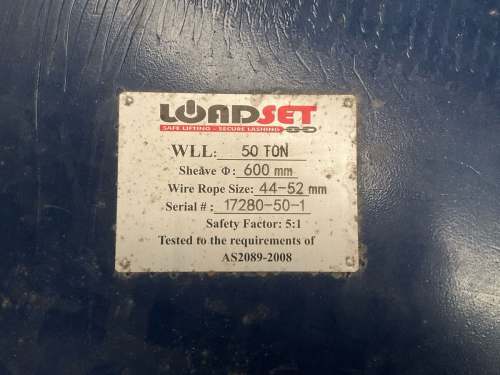 LOADSET
SAFE LIFTING - SECURE LASHING
WLL: 50 TON
Sheave Φ: 600 mm
Wire Rope Size: 44-52 mm
Serial #: 17280-50-1
Safety Factor: 5:1
Tested to the requirements of
AS2089-2008